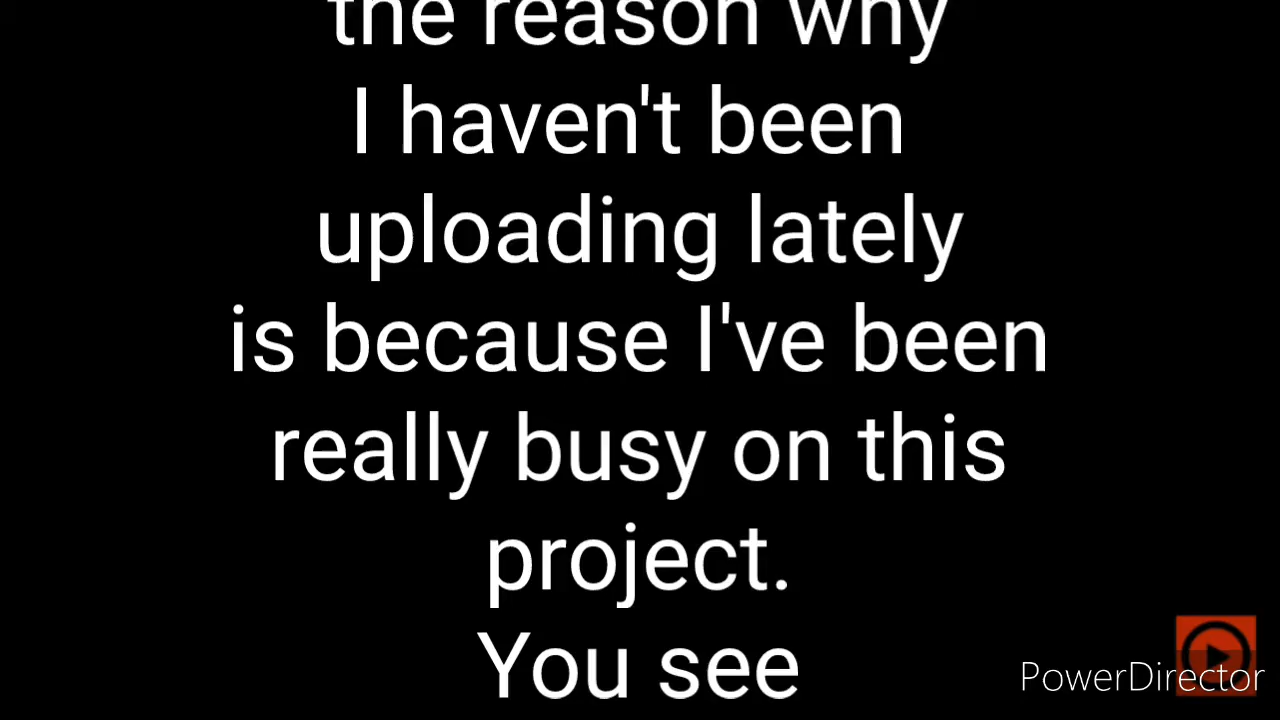 the reason why
I haven't been
uploading lately
is because I've been
really busy on this
project.
You see
PowerDirector